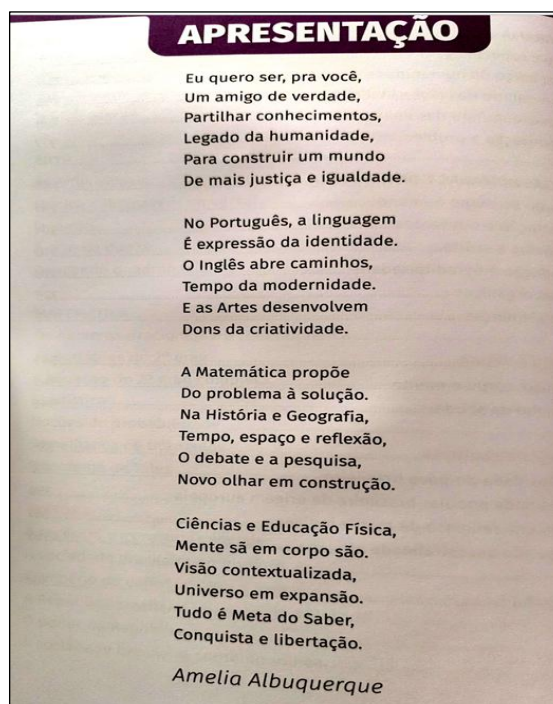 APRESENTAÇÃO
Eu quero ser, pra você,
Um amigo de verdade,
Partilhar conhecimentos,
Legado da humanidade,
Para construir um mundo
De mais justiça e igualdade.
No Português, a linguagem
É expressão da identidade.
O Inglês abre caminhos,
Tempo da modernidade.
E as Artes desenvolvem
Dons da criatividade.
A Matemática propõe
Do problema à solução.
Na História e Geografia,
Tempo, espaço e reflexão,
O debate e a pesquisa,
Novo olhar em construção.
Ciências e Educação Física,
Mente sã em corpo são.
Visão contextualizada,
Universo em expansão.
Tudo é Meta do Saber,
Conquista e libertação.
Amelia Albuquerque